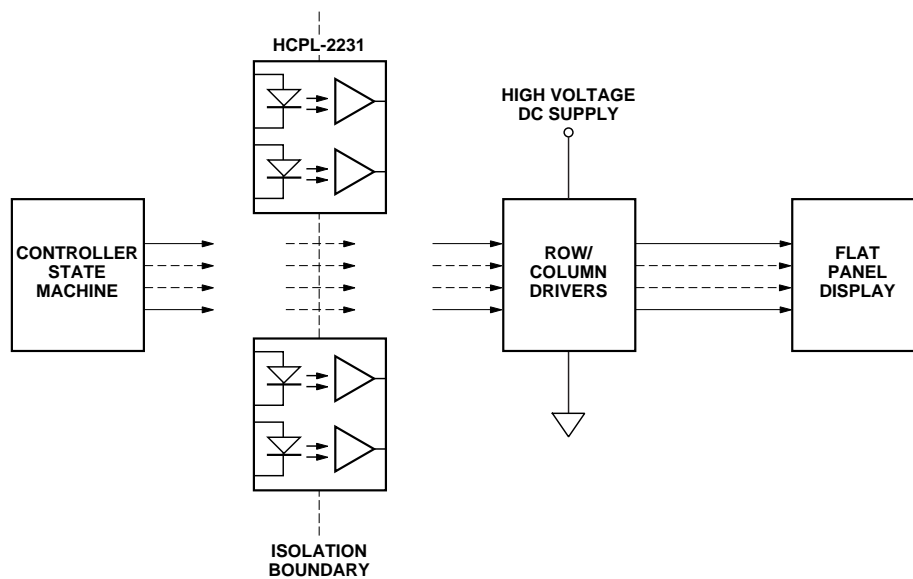 HCPL-2231
HIGH VOLTAGE
DC SUPPLY
CONTROLLER
STATE
MACHINE
ROW/
COLUMN
DRIVERS
FLAT
PANEL
DISPLAY
ISOLATION
BOUNDARY